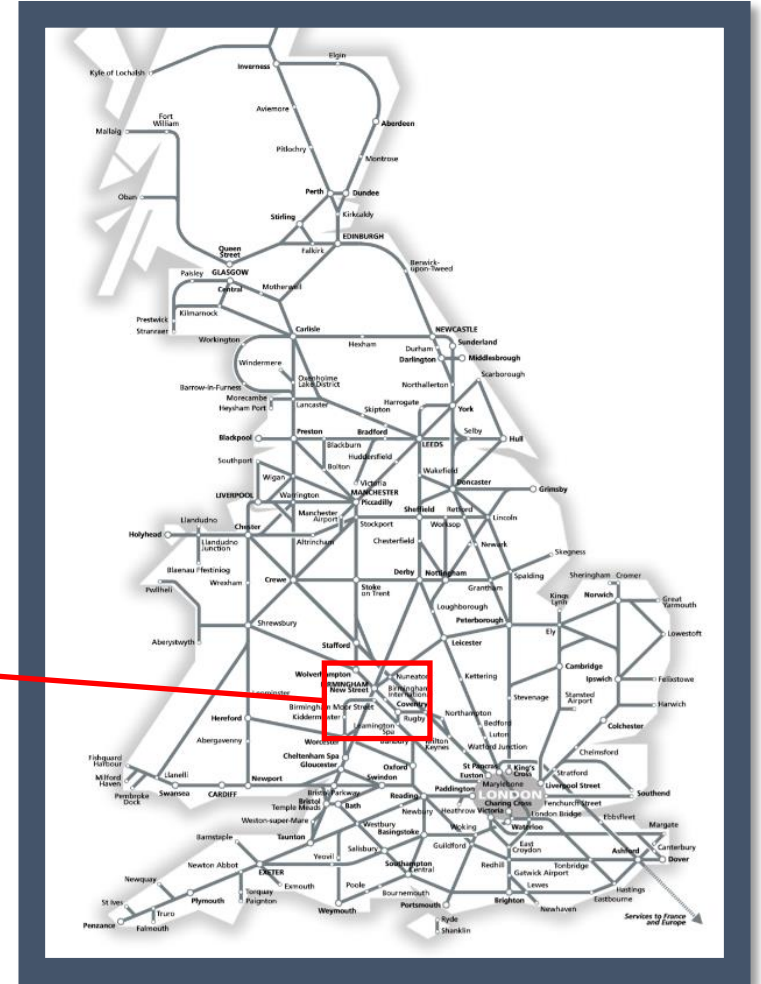 Elgin
Inverness
Kyle of Lochalsh
Aviemore
Fort
William
Mallaig
Aberdeen
Pitlochry
Montrose
Perth
Dundee
Oban
Stirling
Kirkcaldy
EDINBURGH
Queen
Street
Falkirk
Berwick-
upon-Tweed
Paisley
GLASGOW
Central
Motherwell
Prestwick
Kilmarnock
Stranraer
Carlisle
NEWCASTLE
Workington
Hexham
Sunderland
Durham
Darlington
Middlesbrough
Windermere
Scarborough
Oxenholme
Lake District
Barrow-in-Furness
Northallerton
Morecambe
Heysham Port
Lancaster
Harrogate
Skipton
York
Blackpool
Preston
Bradford
Selby
Hull
Blackburn
LEEDS
Huddersfield
Southport
Bolton
Wakefield
Wigan
Victoria
Doncaster
MANCHESTER
Piccadilly
Grimsby
LIVERPOOL
Warrington
Manchester
Airport
Sheffield
Retford
Lincoln
Llandudno
Stockport
Worksop
Holyhead
Chester
Llandudno
Junction
Altrincham
Chesterfield
Newark
Skegness
Blaenau Ffestiniog
Derby
Nottingham
Pwllheli
Wrexham
Crewe
Stoke
on Trent
Grantham
Spalding
Sheringham
Cromer
Kings
Lynn
Norwich
Great
Yarmouth
Loughborough
Peterborough
Shrewsbury
Ely
Lowestoft
Aberystwyth
Stafford
Leicester
Wolverhampton
Nuneaton
Kettering
Cambridge
BIRMINGHAM
New Street
Birmingham
International
Ipswich
Felixstowe
Leominster
Stevenage
Stansted
Airport
Birmingham Moor Street
Coventry
Harwich
Hereford
Kidderminster
Rugby
Northampton
Leamington
Spa
Bedford
Colchester
Abergavenny
Worcester
Banbury
Milton
Keynes
Luton
Watford Junction
Chelmsford
Fishguard
Harbour
Cheltenham Spa
Gloucester
Oxford
St Pancras
King's
Cross
Milford
Haven
Llanelli
Newport
Swindon
Euston
Stratford
Marylebone
Liverpool Street
Pembroke
Dock
Swansea
CARDIFF
Bristol Parkway
Reading
Paddington
LONDON
Southend
Bristol
Temple Meads
Bath
Newbury
Heathrow
Victoria
Charing Cross
Fenchurch Street
Weston-super-Mare
London Bridge
Ebbsfleet
Westbury
Basingstoke
Woking
Waterloo
Margate
Barnstaple
Taunton
Salisbury
Guildford
East
Croydon
Ashford
Canterbury
Dover
Newton Abbot
Yeovil
Southampton
Central
Redhill
Tonbridge
EXETER
Gatwick Airport
Newquay
Exmouth
Poole
Lewes
Hastings
Torquay
Paignton
Bournemouth
Eastbourne
St Ives
Plymouth
Weymouth
Portsmouth
Brighton
Newhaven
Truro
Penzance
Falmouth
Ryde
Shanklin
Services to France
and Europe